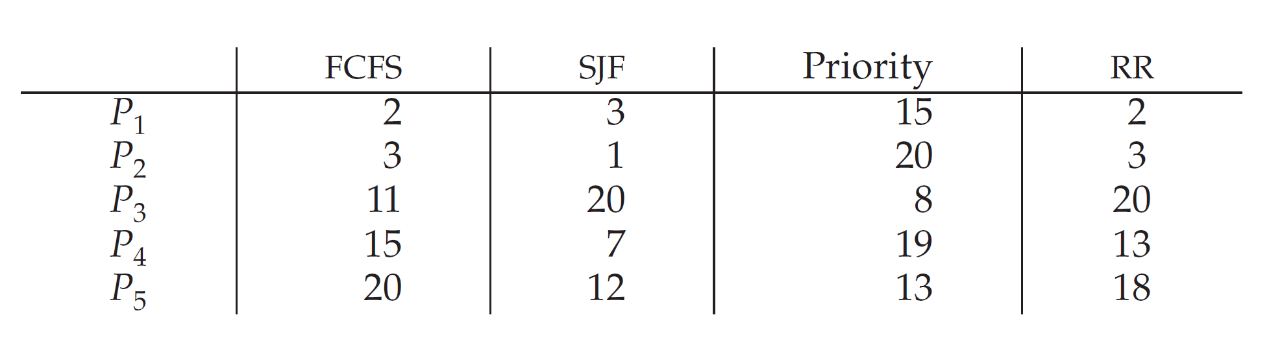 FCFS SJF Priority RR
P1 2 3 15 2
P2 3 1 20 3
P3 11 20 8 20
P4 15 7 19 13
P5 20 12 13 18